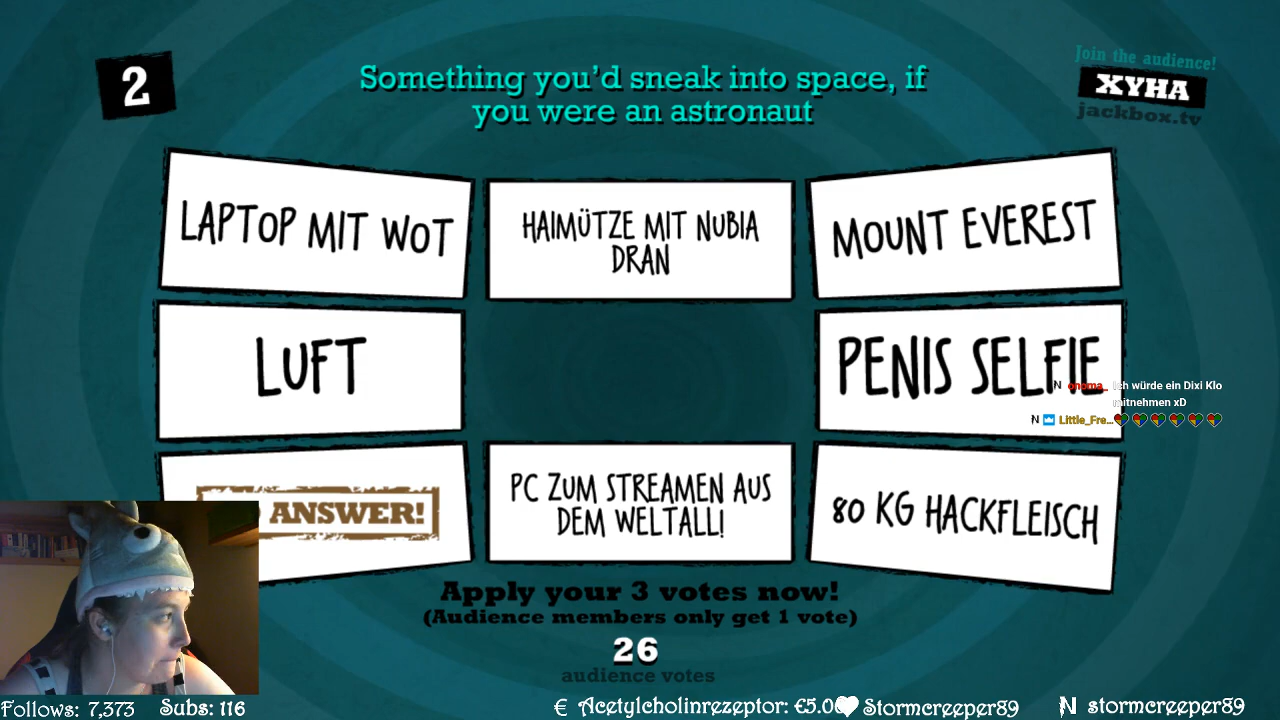 2
Something you'd sneak into space, if
you were an astronaut
Join the audience!
XYHA
jackbox.tv
LAPTOP MIT WOT
HAIMÜTZE MIT NUBIA
DRAN
MOUNT EVEREST
LUFT
PENIS SELFIE
onoma_ Ich würde ein Dixi Klo
mitnehmen xD
Little_Fre...
ANSWER!
PC ZUM STREAMEN AUS
DEM WELTALL!
80 KG HACKFLEISCH
Apply your 3 votes now!
(Audience members only get 1 vote)
26
audience votes
Follows: 7,373 Subs: 116 € Acetylcholinrezeptor: €5.0 Stormcreeper89 stormcreeper89